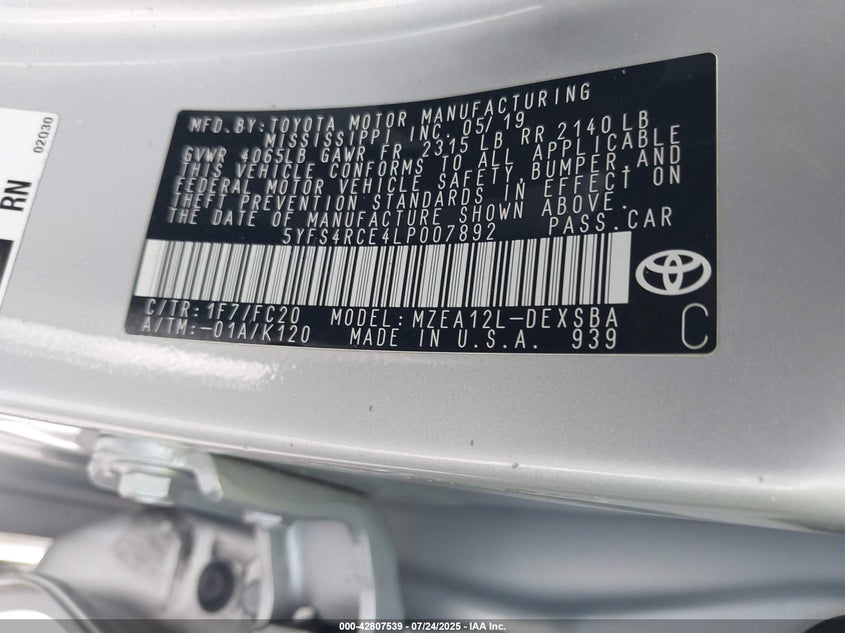 02030
RN
MFD.BY:TOYOTA MOTOR MANUFACTURING
MISSISSIPPI INC. 05/19
GVWR 4065LB GAWR FR 2315 LB RR 2140 LB
THIS VEHICLE CONFORMS TO ALL APPLICABLE
FEDERAL MOTOR VEHICLE SAFETY, BUMPER, AND
THEFT PREVENTION STANDARDS IN EFFECT ON
THE DATE OF MANUFACTURE SHOWN ABOVE.
5YFS4RCE4LP007892 PASS.CAR
C/TR: 1F7/FC20 MODEL: MZEA12L-DEXSBA
A/TM:-01A/K120 MADE IN U.S.A. 939
C
000-42807539 | 07/24/2025 - IAA Inc.